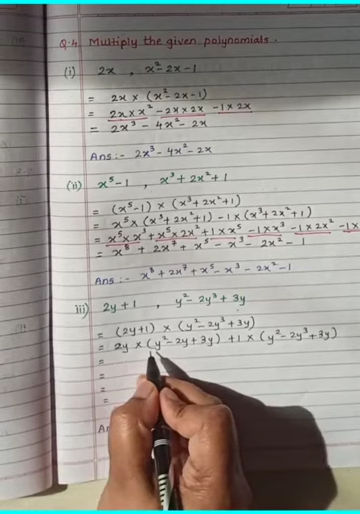 Q.4 Multiply the given polynomials.
(i) 2x , x²-2x-1
= 2x × (x²-2x-1)
= 2x × x² -2x × 2x -1 × 2x
= 2x³ - 4x² - 2x
Ans:- 2x³ - 4x² - 2x
(ii) x⁵-1 , x³+2x²+1
= (x⁵-1) × (x³+2x²+1)
= x⁵ × (x³+2x²+1) -1 × (x³+2x²+1)
= x⁵ × x³ + x⁵ × 2x² + 1 × x⁵ - 1 × x³ - 1 × 2x² - 1 ×
= x⁸ + 2x⁷ + x⁵ - x³ - 2x² - 1
Ans:- x⁸ + 2x⁷ + x⁵ - x³ - 2x² - 1
iii) 2y+1 , y²-2y³+3y
= (2y+1) × (y²-2y³+3y)
= 2y × (y²-2y+3y) +1 × (y²-2y³+3y)
=
=
=